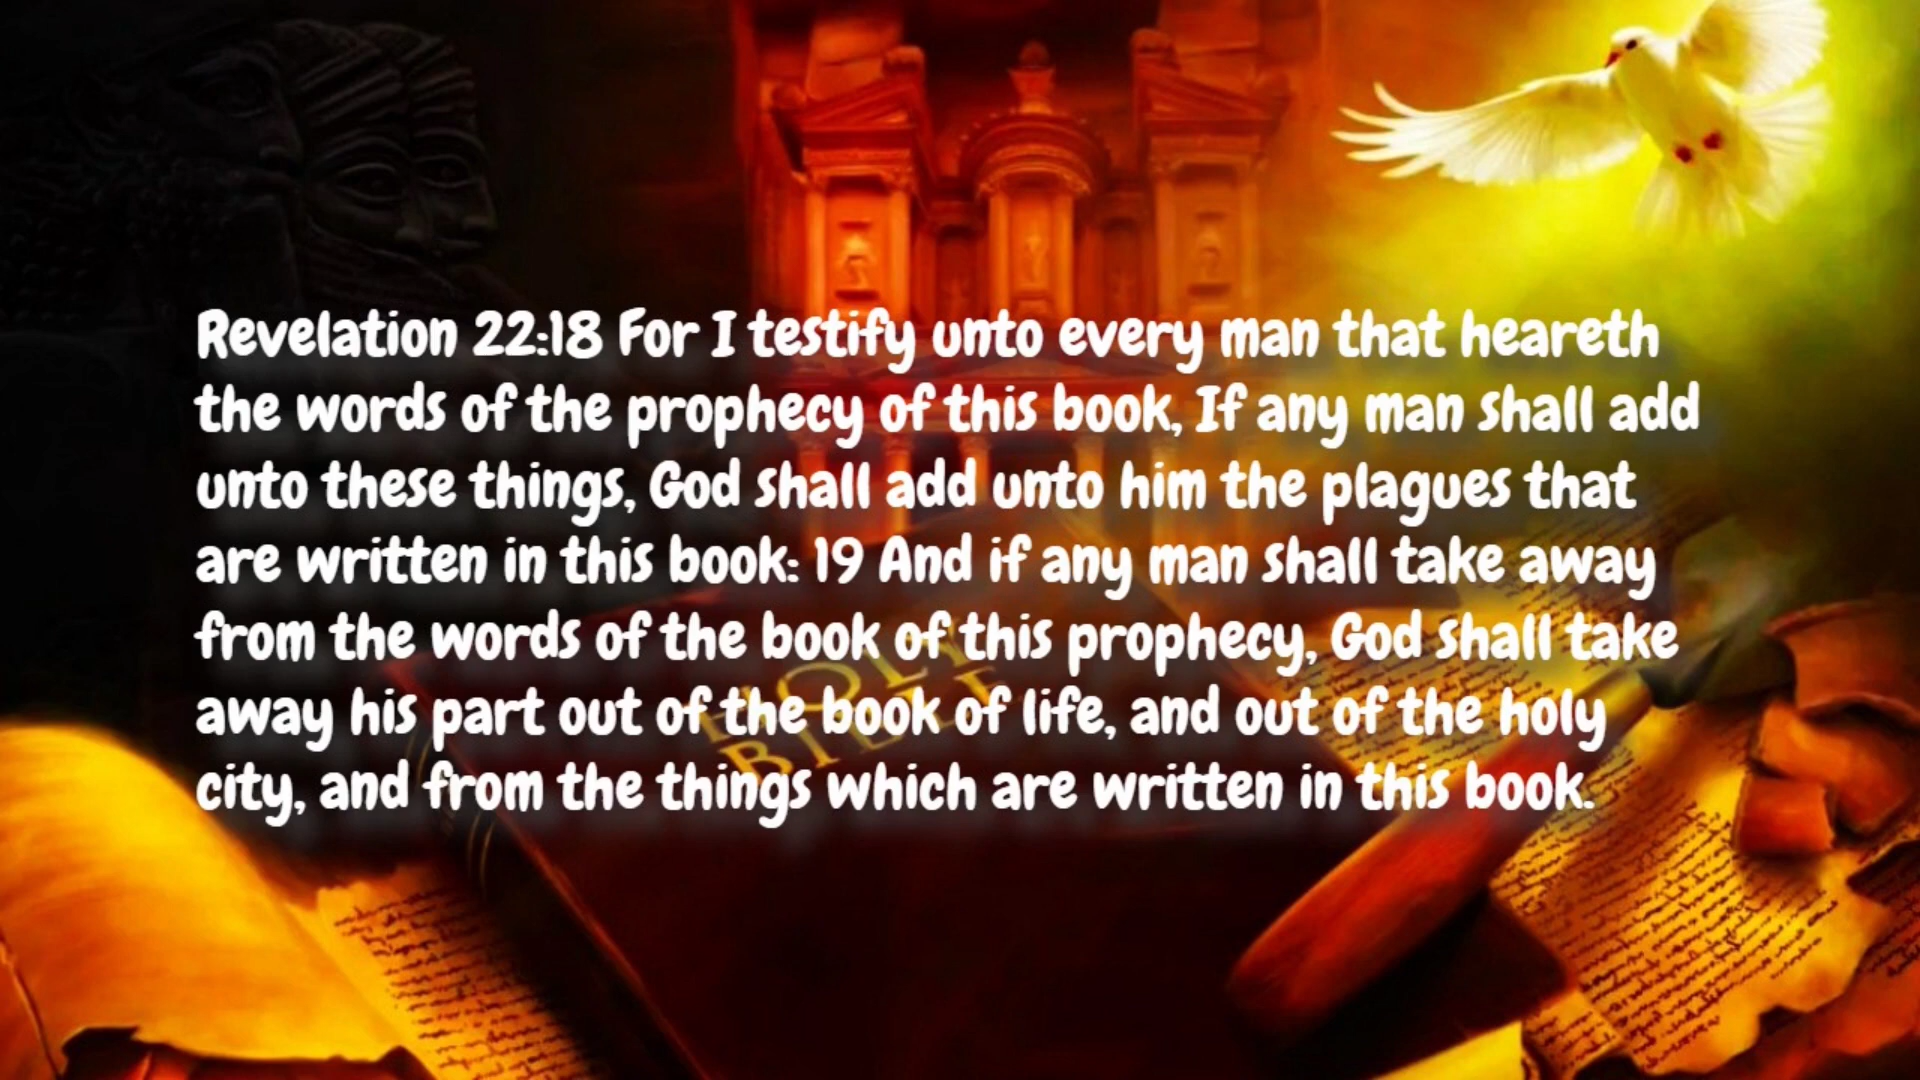 Revelation 22:18 For I testify unto every man that heareth
the words of the prophecy of this book, If any man shall add
unto these things, God shall add unto him the plagues that
are written in this book: 19 And if any man shall take away
from the words of the book of this prophecy, God shall take
away his part out of the book of life, and out of the holy
city, and from the things which are written in this book.
HOLY
BIBLE